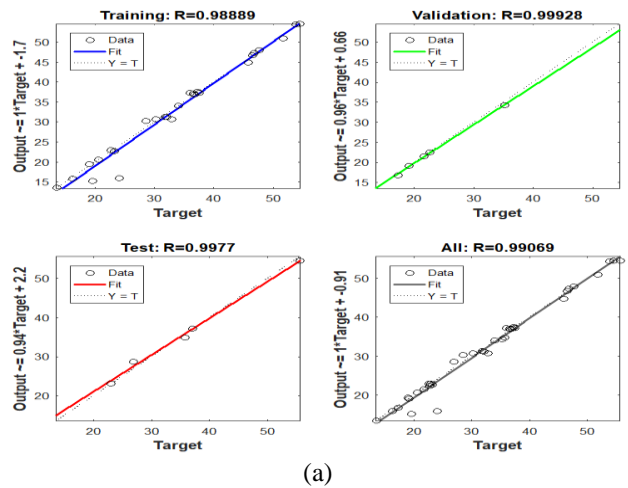 Training: R=0.98889
Output ~= 1*Target + -1.7
50
45
40
35
30
25
20
15
Data
Fit
Y = T
20
30
40
50
Target
Validation: R=0.99928
Output ~= 0.96*Target + 0.66
50
45
40
35
30
25
20
15
Data
Fit
Y = T
20
30
40
50
Target
Test: R=0.9977
Output ~= 0.94*Target + 2.2
50
40
30
20
Data
Fit
Y = T
20
30
40
50
Target
All: R=0.99069
Output ~= 1*Target + -0.91
50
40
30
20
Data
Fit
Y = T
20
30
40
50
Target
(a)